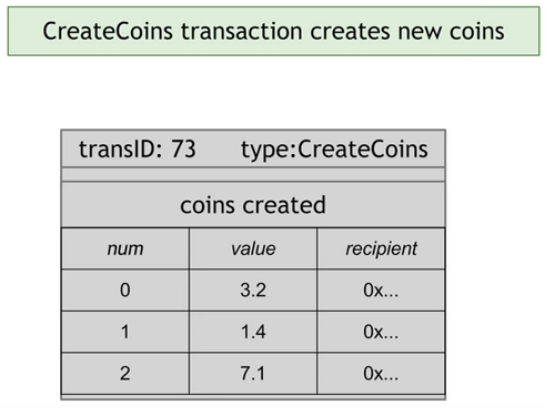 CreateCoins transaction creates new coins
transID: 73 type:CreateCoins
coins created
num value recipient
0 3.2 0x...
1 1.4 0x...
2 7.1 0x...